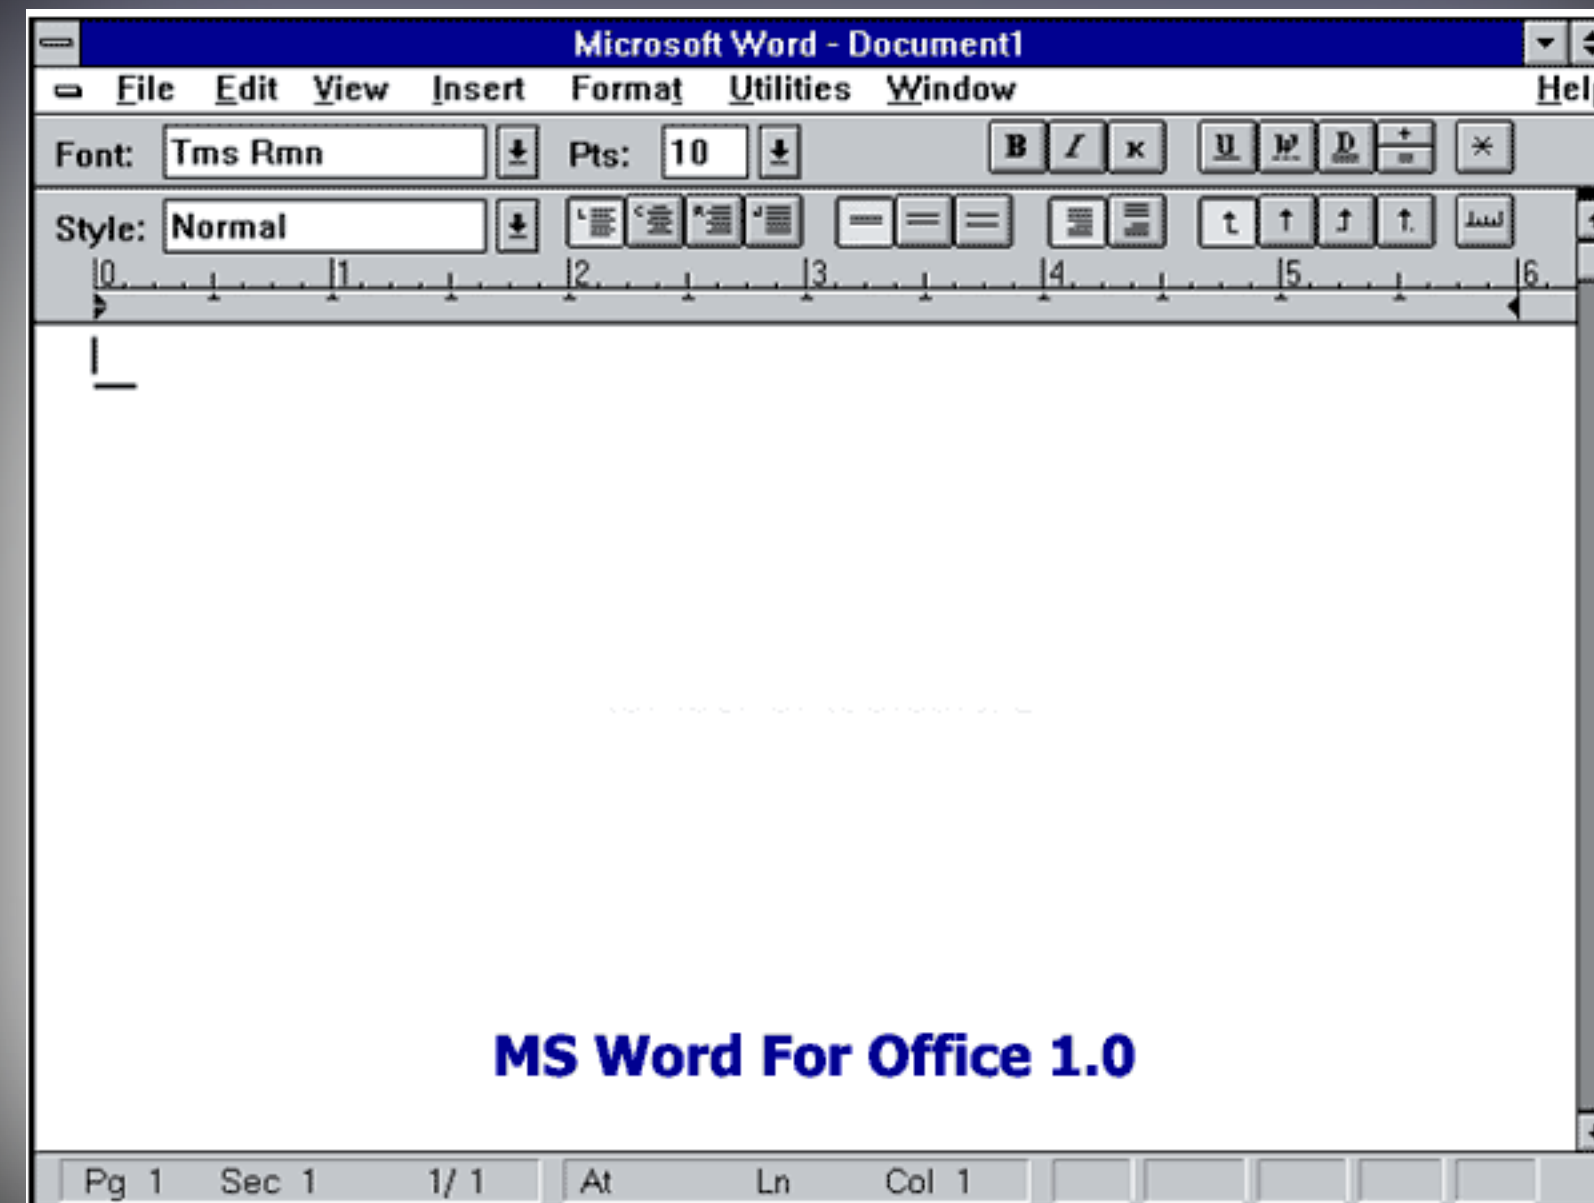 Microsoft Word - Document1
File Edit View Insert Format Utilities Window Help
Font: Tms Rmn Pts: 10 B I K U W D + =
Style: Normal L C R J
0 1 2 3 4 5 6
MS Word For Office 1.0
Pg 1 Sec 1 1/ 1 At Ln Col 1